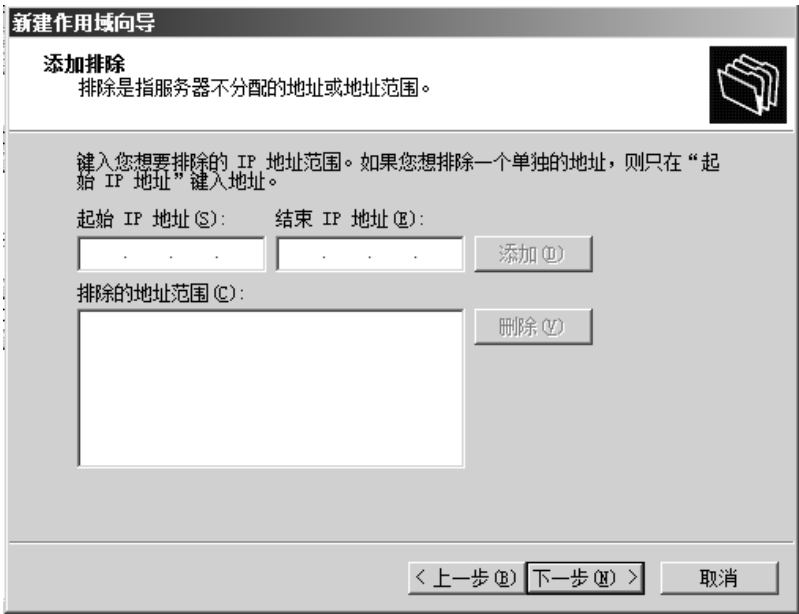 新建作用域向导
添加排除
排除是指服务器不分配的地址或地址范围。
键入您想要排除的 IP 地址范围。如果您想排除一个单独的地址，则只在“起
始 IP 地址”键入地址。
起始 IP 地址(S): 结束 IP 地址(E):
. . . . . . 添加(D)
排除的地址范围(C):
删除(V)
< 上一步(B) 下一步(N) > 取消